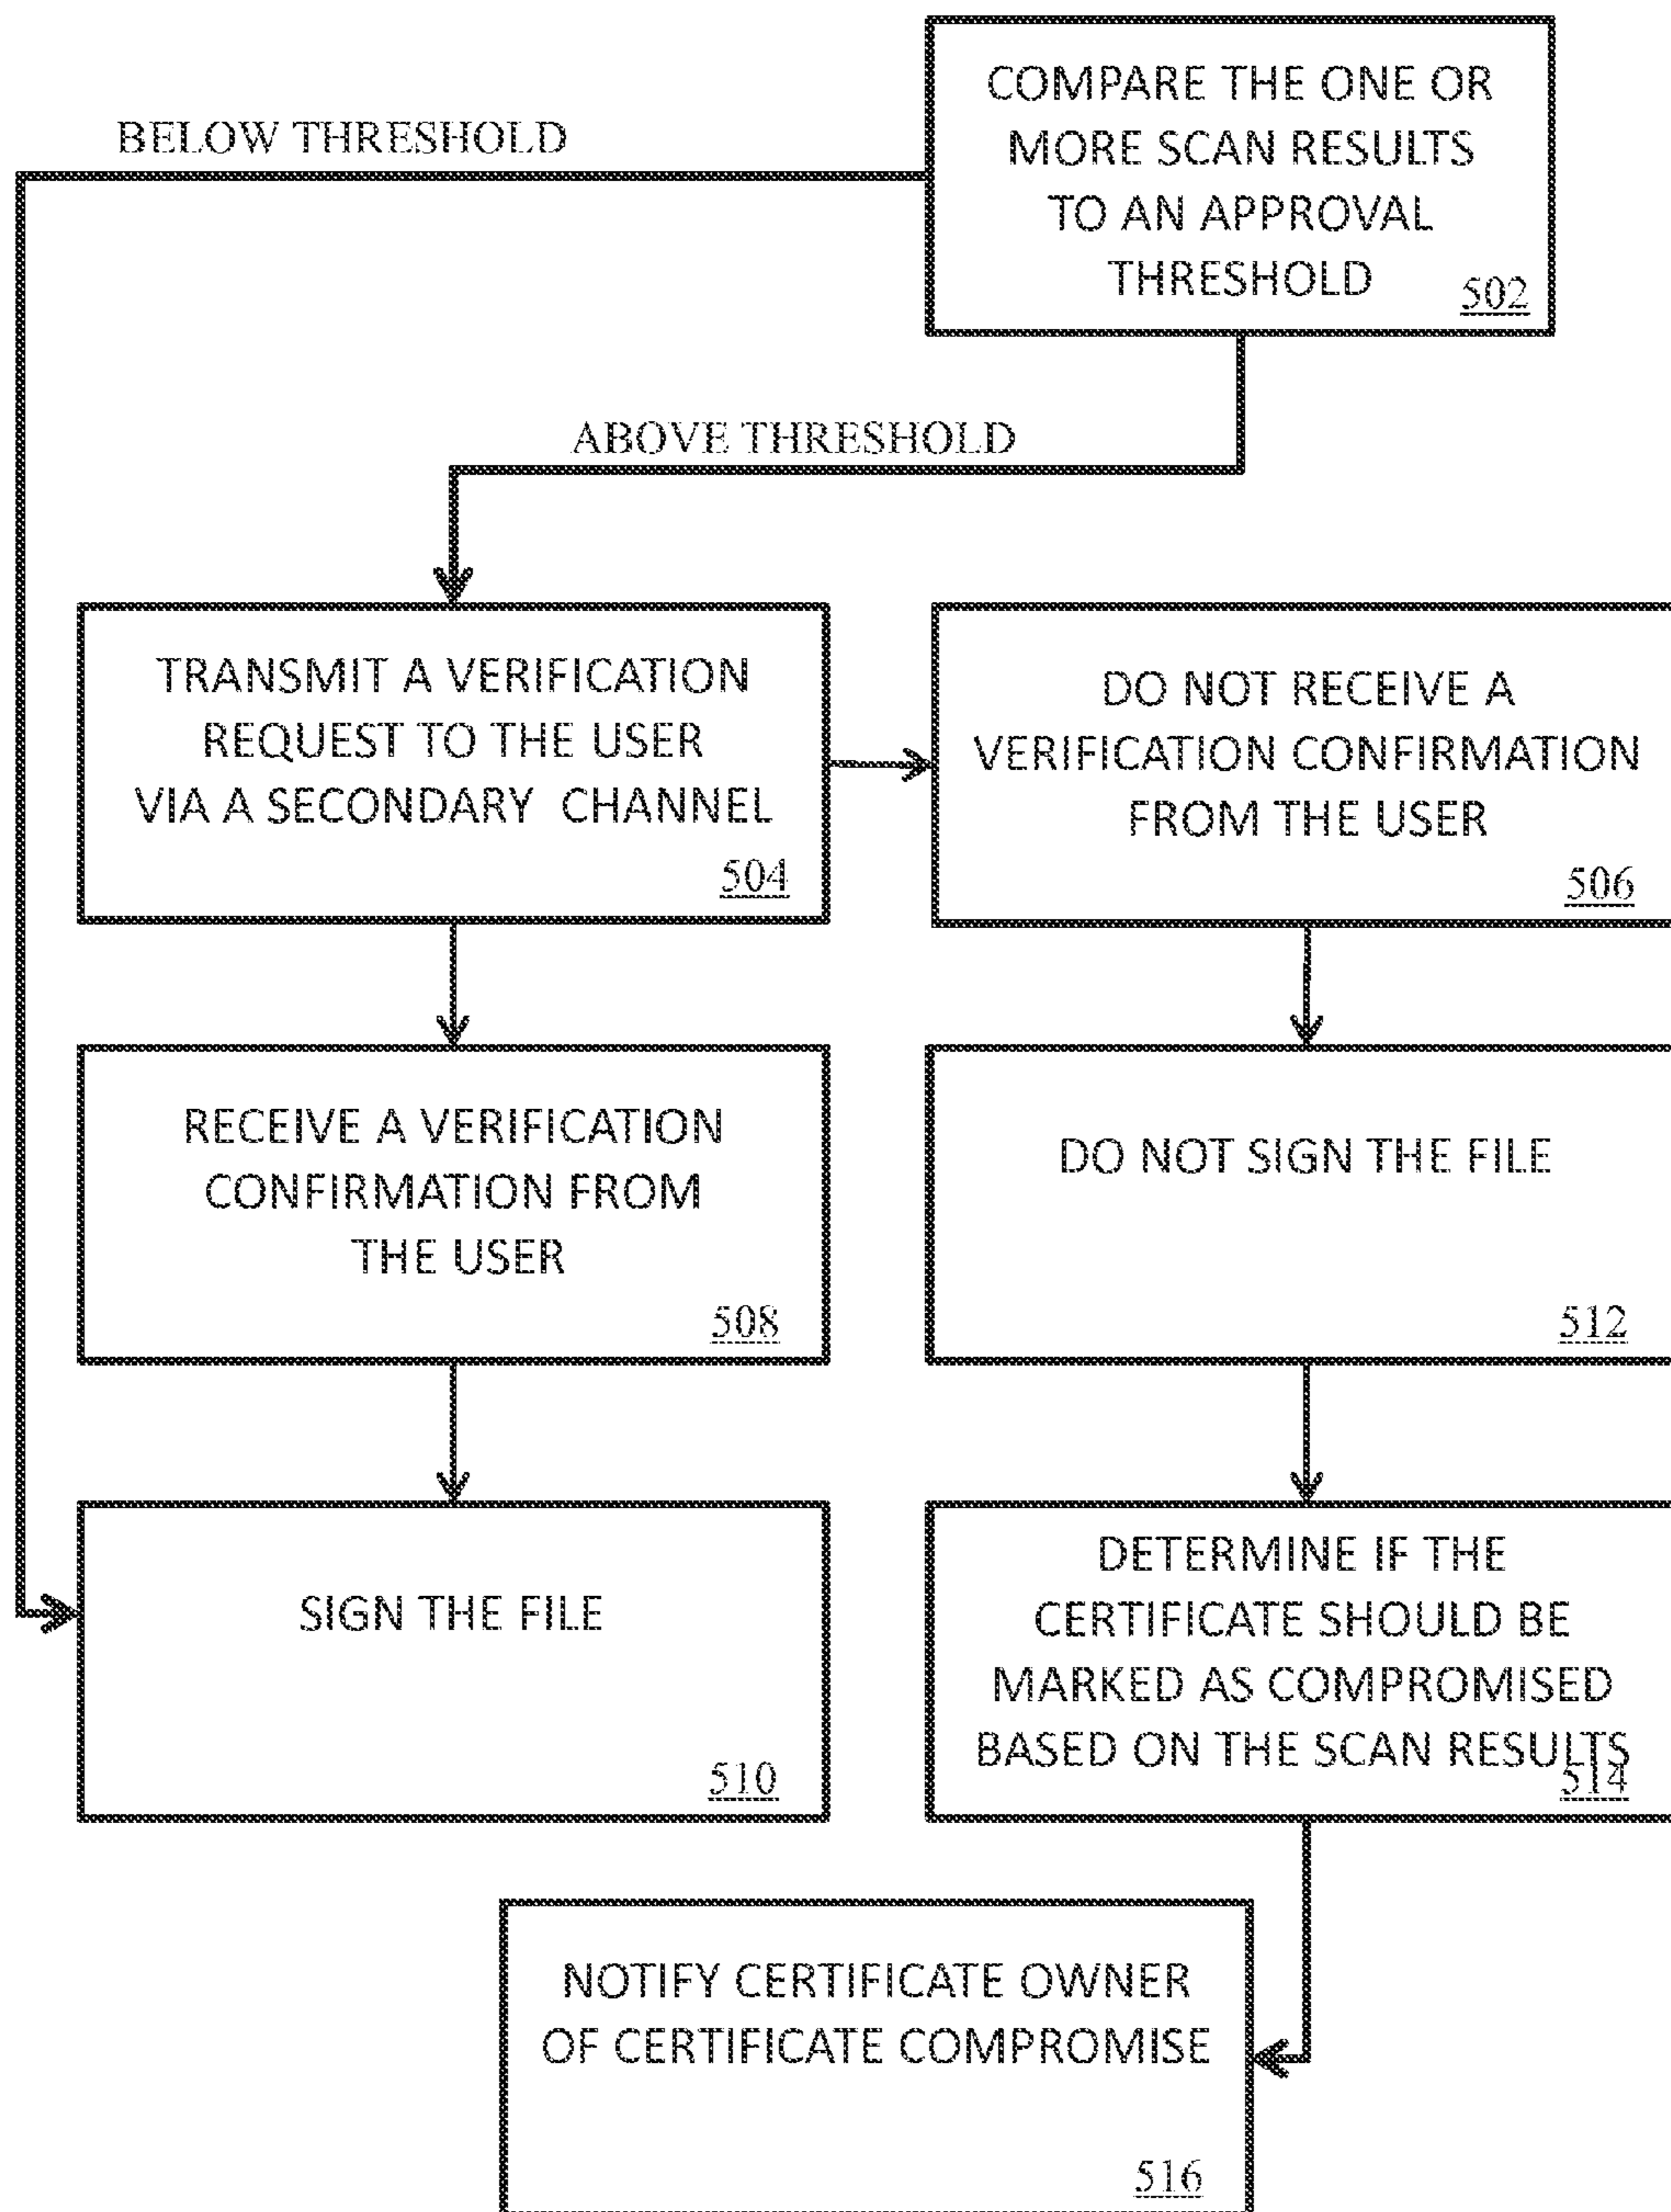 COMPARE THE ONE OR
MORE SCAN RESULTS
TO AN APPROVAL
THRESHOLD
502
BELOW THRESHOLD
ABOVE THRESHOLD
TRANSMIT A VERIFICATION
REQUEST TO THE USER
VIA A SECONDARY CHANNEL
504
DO NOT RECEIVE A
VERIFICATION CONFIRMATION
FROM THE USER
506
RECEIVE A VERIFICATION
CONFIRMATION FROM
THE USER
508
DO NOT SIGN THE FILE
512
SIGN THE FILE
510
DETERMINE IF THE
CERTIFICATE SHOULD BE
MARKED AS COMPROMISED
BASED ON THE SCAN RESULTS
514
NOTIFY CERTIFICATE OWNER
OF CERTIFICATE COMPROMISE
516